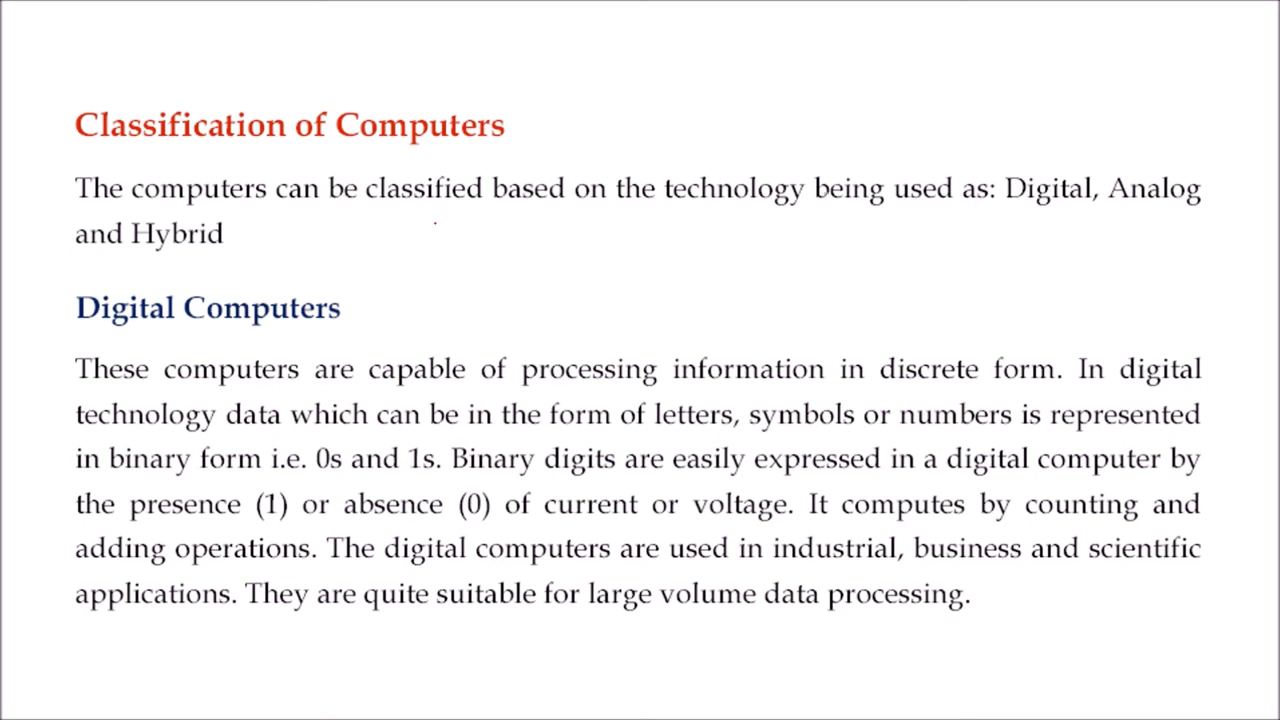 Classification of Computers
The computers can be classified based on the technology being used as: Digital, Analog
and Hybrid
Digital Computers
These computers are capable of processing information in discrete form. In digital
technology data which can be in the form of letters, symbols or numbers is represented
in binary form i.e. 0s and 1s. Binary digits are easily expressed in a digital computer by
the presence (1) or absence (0) of current or voltage. It computes by counting and
adding operations. The digital computers are used in industrial, business and scientific
applications. They are quite suitable for large volume data processing.